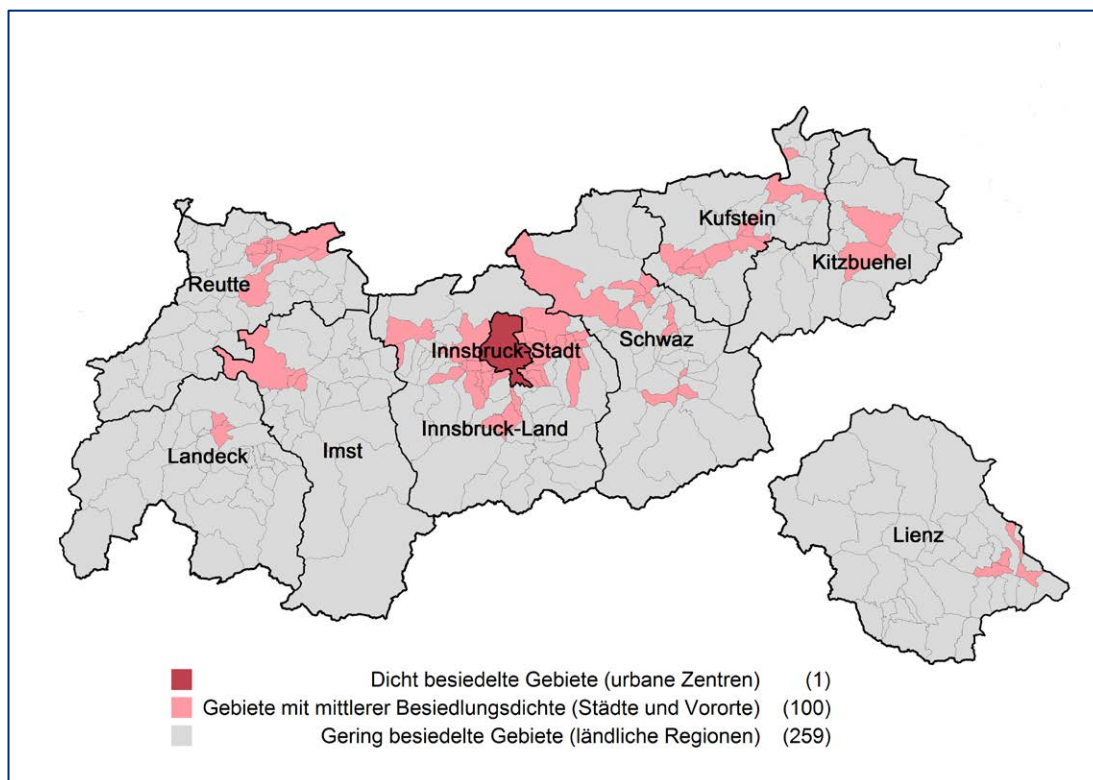 Kufstein
Kitzbuehel
Reutte
Schwaz
Innsbruck-Stadt
Innsbruck-Land
Landeck
Imst
Lienz
Dicht besiedelte Gebiete (urbane Zentren) (1)
Gebiete mit mittlerer Besiedlungsdichte (Städte und Vororte) (100)
Gering besiedelte Gebiete (ländliche Regionen) (259)